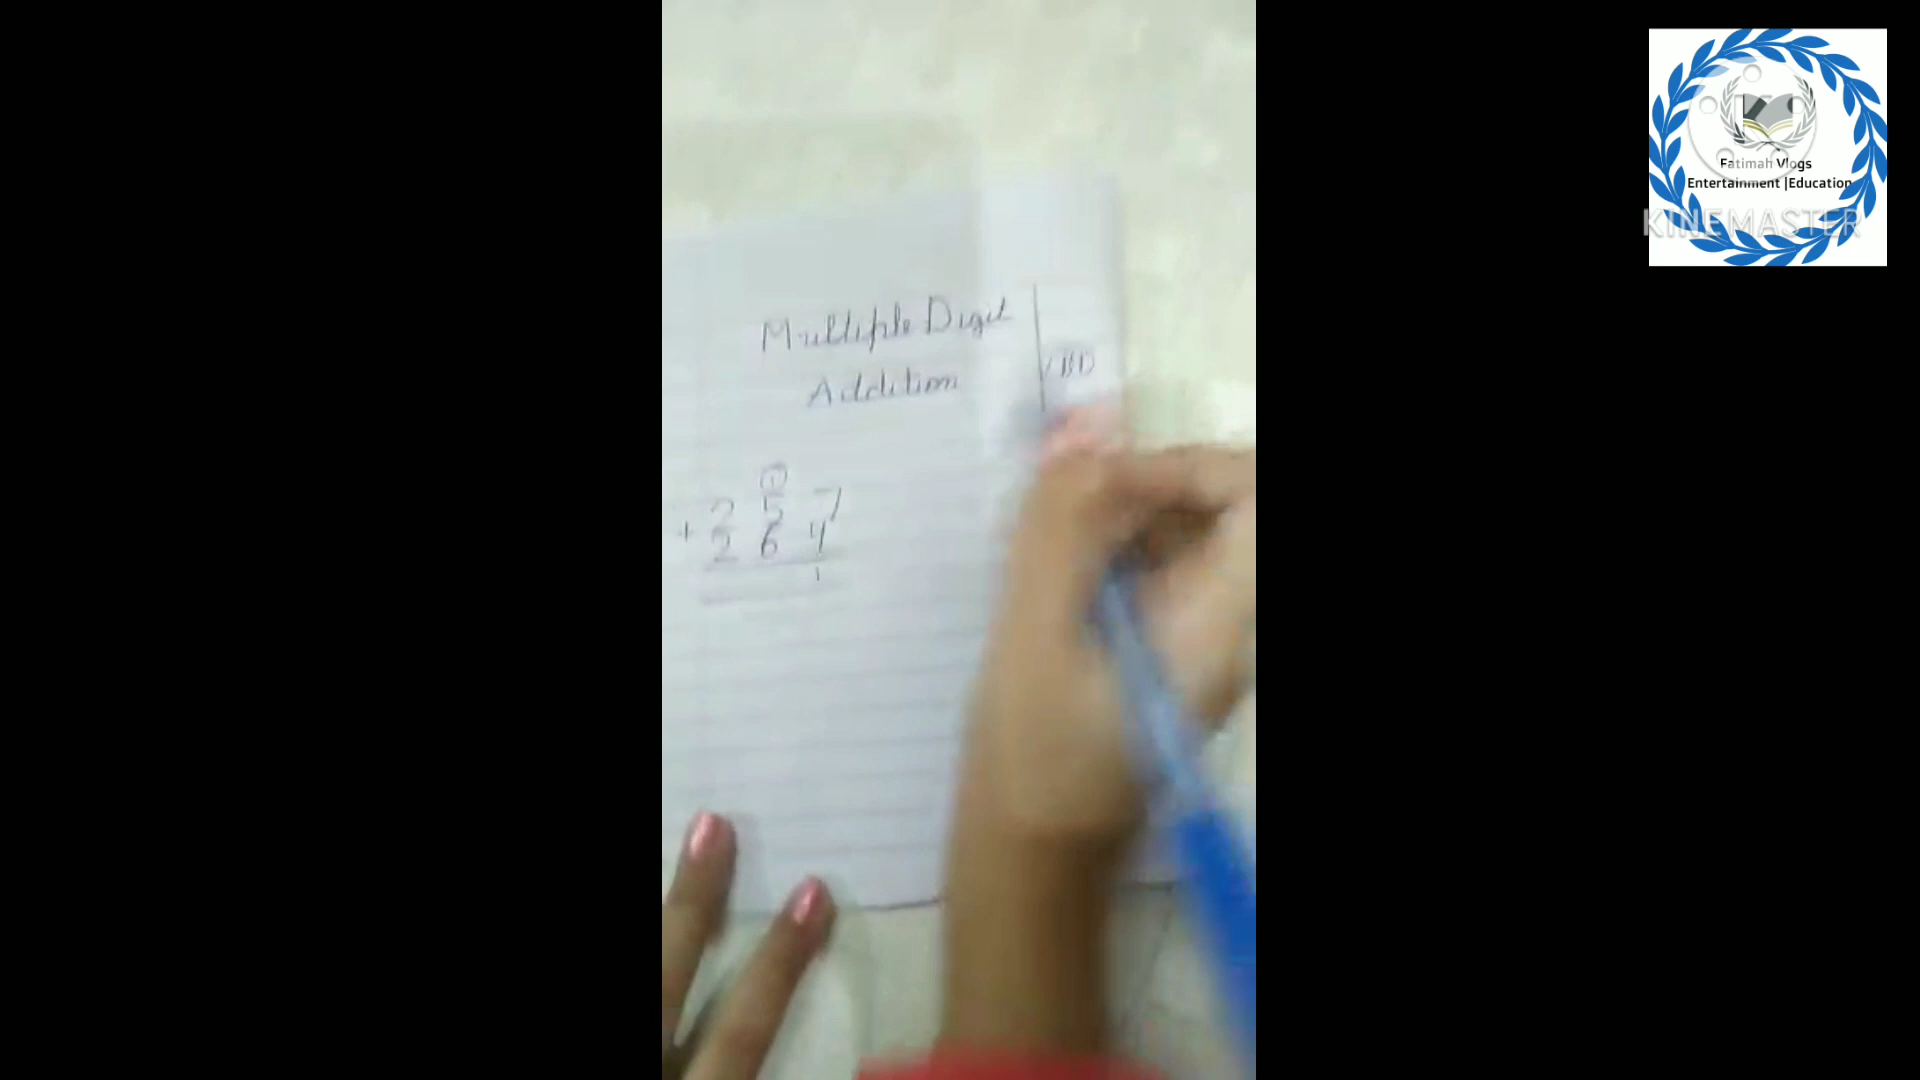 Multiple Digit
Addition
1
2 5 7
+ 2 6 4
1
Fatimah Vlogs
Entertainment |Education
KINEMASTER